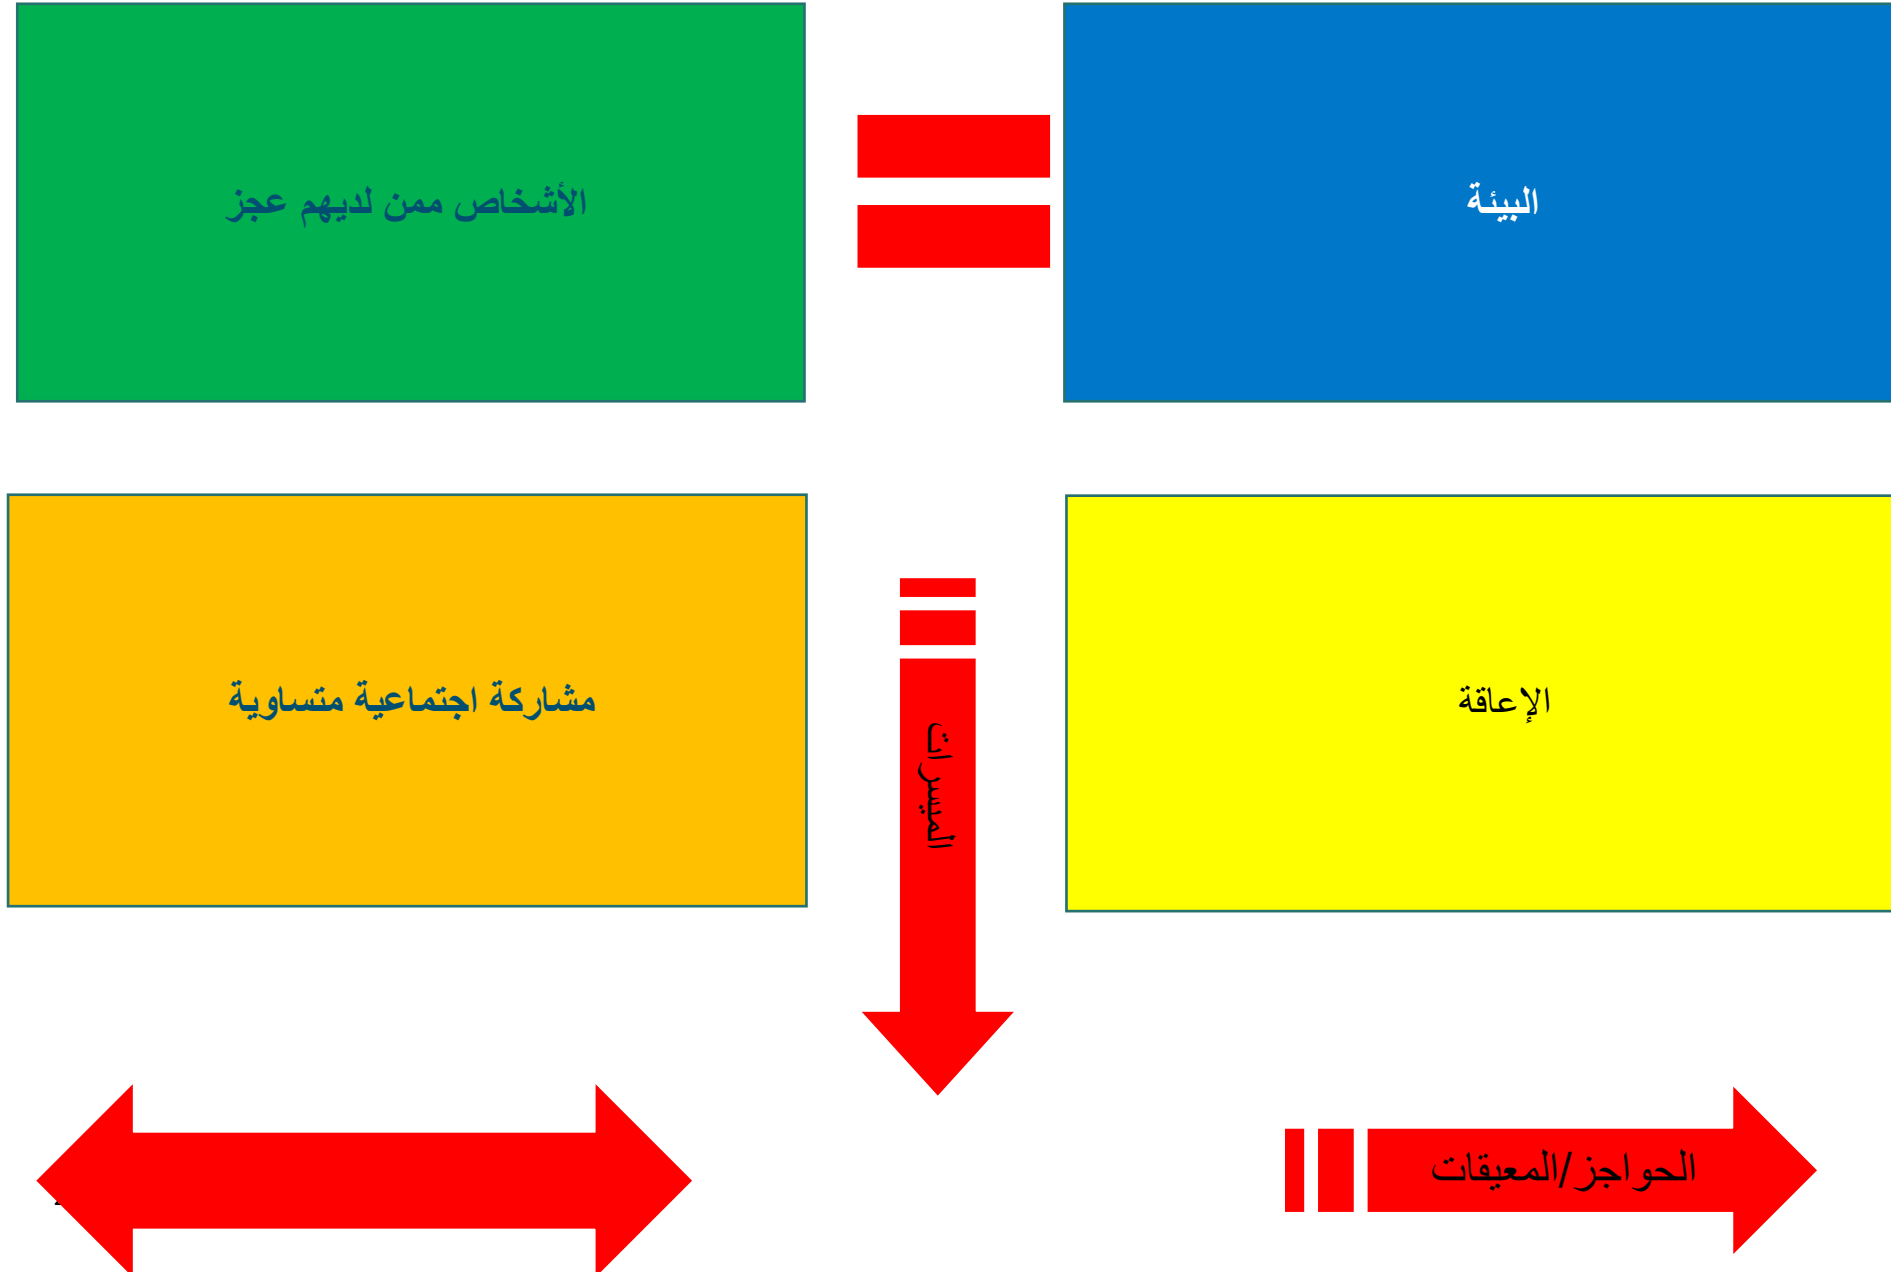 البيئة
الأشخاص ممن لديهم عجز
الإعاقة
الميسرات
مشاركة اجتماعية متساوية
الحواجز/المعيقات